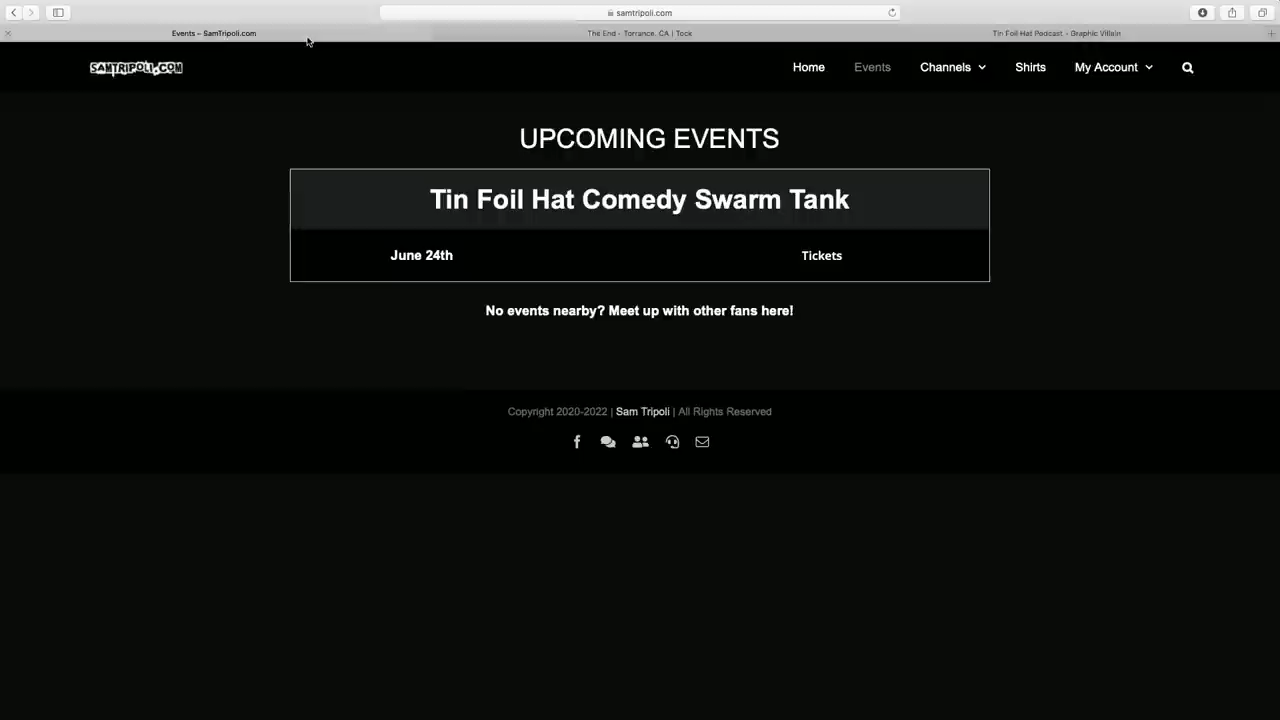 samtripoli.com
Events – SamTripoli.com
The End - Torrance, CA | Tock
Tin Foil Hat Podcast - Graphic Villain
SAMTRIPOLI.COM
Home
Events
Channels
Shirts
My Account
UPCOMING EVENTS
Tin Foil Hat Comedy Swarm Tank
June 24th
Tickets
No events nearby? Meet up with other fans here!
Copyright 2020-2022 | Sam Tripoli | All Rights Reserved